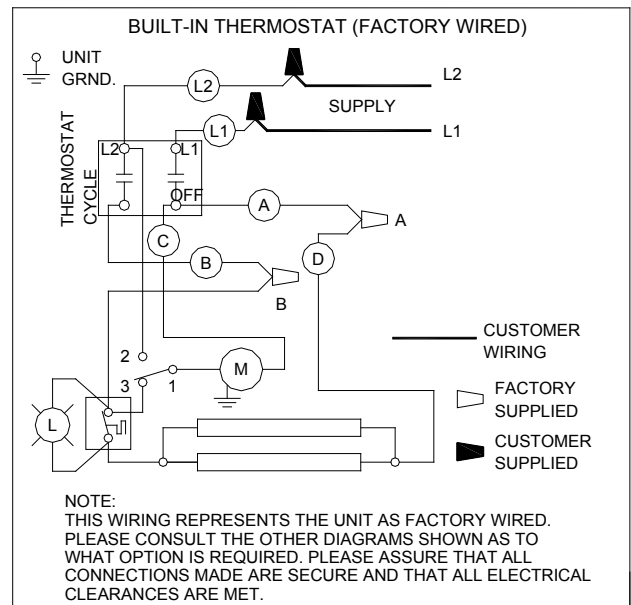 BUILT-IN THERMOSTAT (FACTORY WIRED)
UNIT
GRND.
L2
L2
SUPPLY
L1
L1
THERMOSTAT
CYCLE
L2
L1
OFF
A
A
C
B
D
B
2
3
1
M
L
CUSTOMER
WIRING
FACTORY
SUPPLIED
CUSTOMER
SUPPLIED
NOTE:
THIS WIRING REPRESENTS THE UNIT AS FACTORY WIRED.
PLEASE CONSULT THE OTHER DIAGRAMS SHOWN AS TO
WHAT OPTION IS REQUIRED. PLEASE ASSURE THAT ALL
CONNECTIONS MADE ARE SECURE AND THAT ALL ELECTRICAL
CLEARANCES ARE MET.